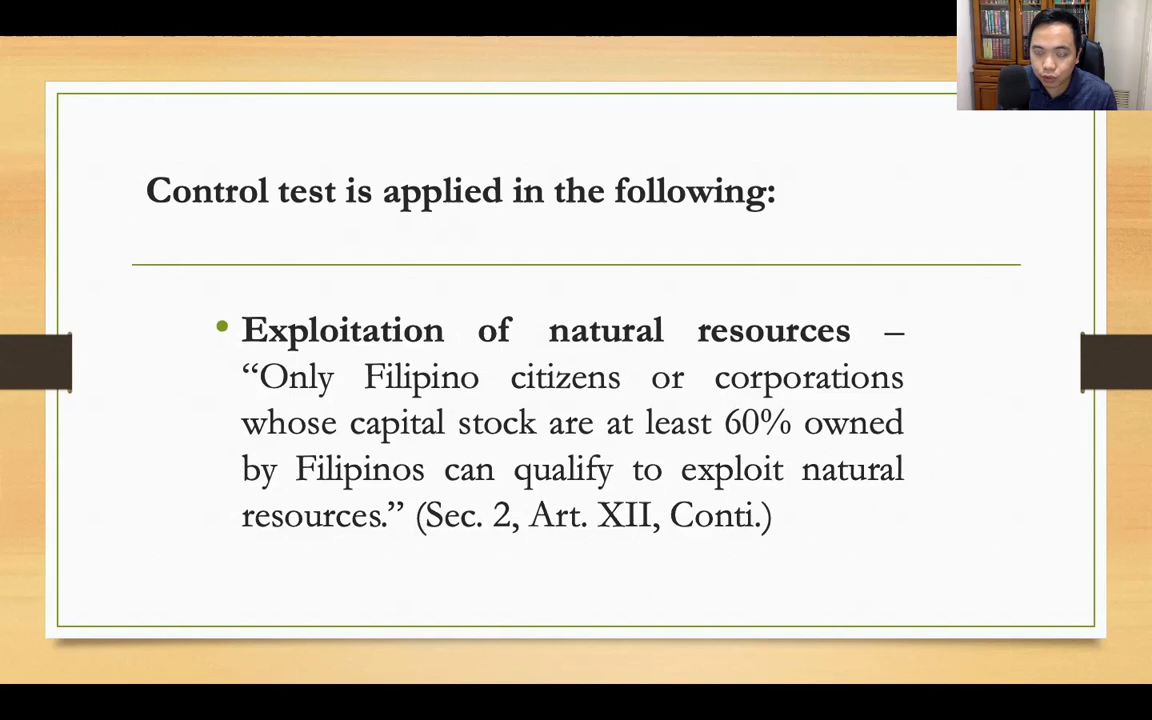 Control test is applied in the following:
• Exploitation of natural resources –
“Only Filipino citizens or corporations
whose capital stock are at least 60% owned
by Filipinos can qualify to exploit natural
resources.” (Sec. 2, Art. XII, Conti.)